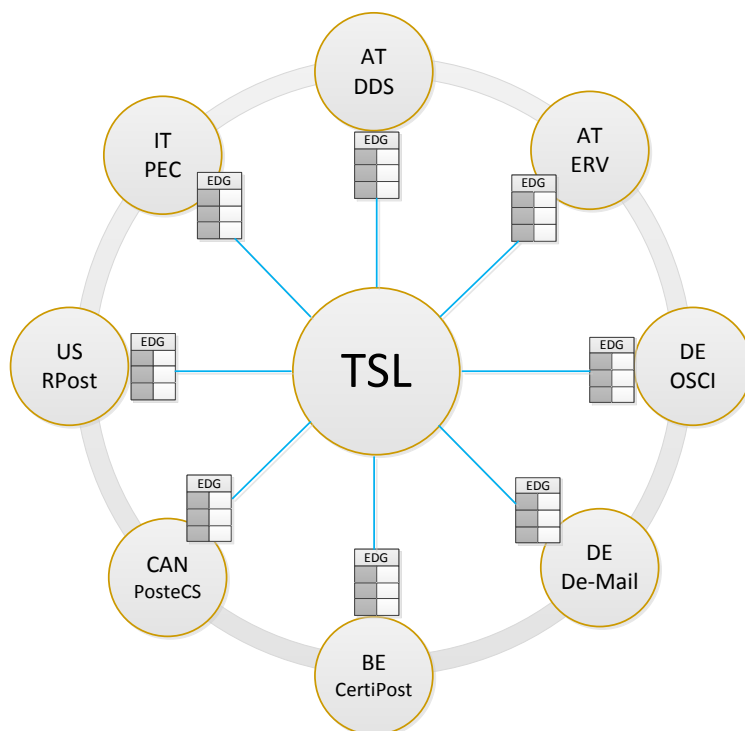 AT
DDS
EDG
IT
PEC
EDG
AT
ERV
EDG
US
RPost
EDG
TSL
EDG
DE
OSCI
EDG
CAN
PosteCS
EDG
DE
De-Mail
EDG
BE
CertiPost